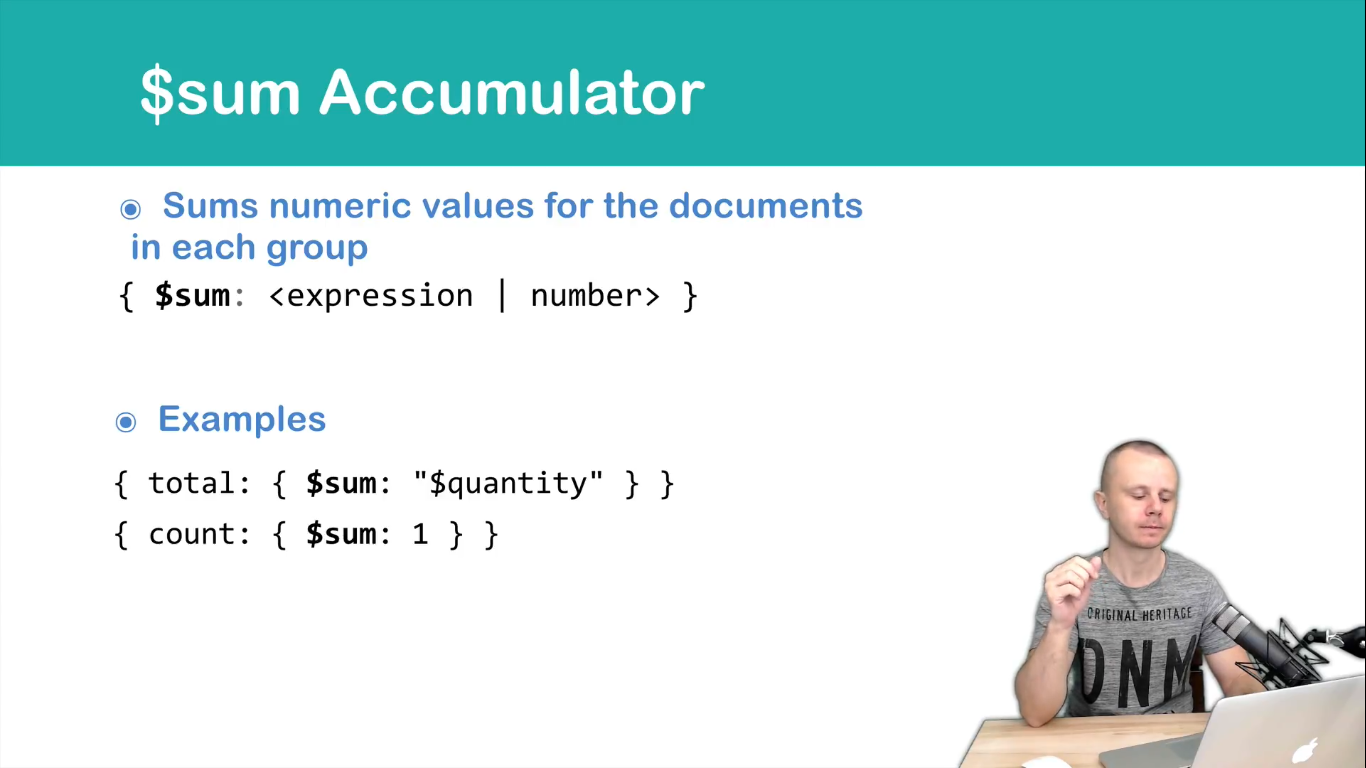 $sum Accumulator
◉ Sums numeric values for the documents
in each group
{ $sum: <expression | number> }
◉ Examples
{ total: { $sum: "$quantity" } }
{ count: { $sum: 1 } }
ORIGINAL HERITAGE
DNM